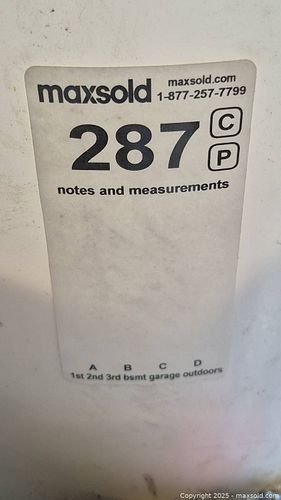 maxsold maxsold.com
1-877-257-7799
287 C
P
notes and measurements
A B C D
1st 2nd 3rd bsmt garage outdoors
Copyright 2025 - maxsold.com